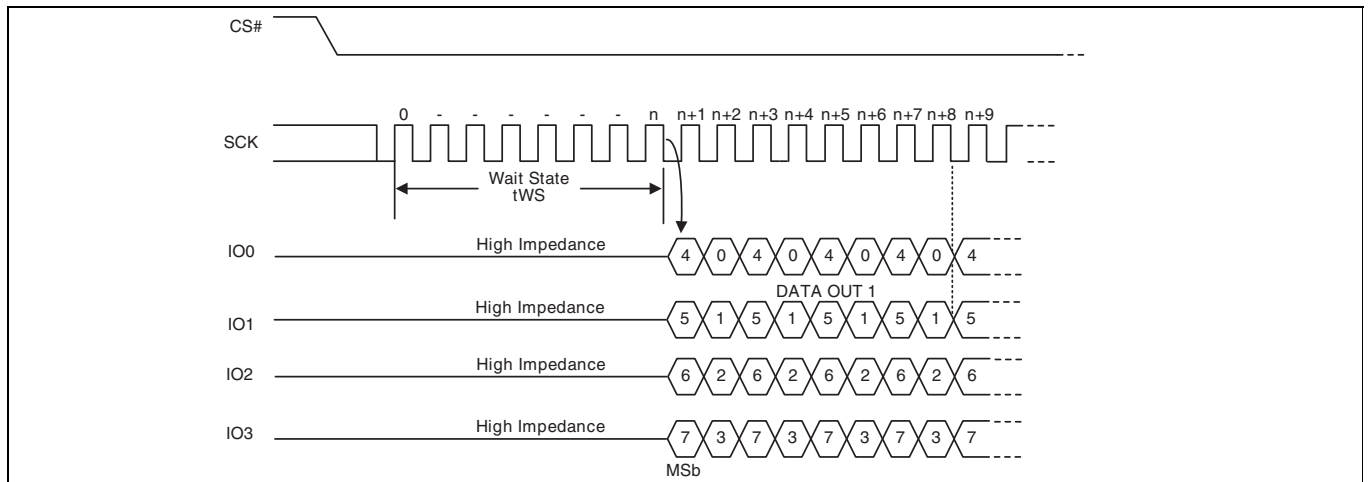 CS#
0 - - - - - - n n+1 n+2 n+3 n+4 n+5 n+6 n+7 n+8 n+9
SCK
Wait State
tWS
IO0 High Impedance 4 0 4 0 4 0 4 0 4
DATA OUT 1
IO1 High Impedance 5 1 5 1 5 1 5 1 5
IO2 High Impedance 6 2 6 2 6 2 6 2 6
IO3 High Impedance 7 3 7 3 7 3 7 3 7
MSb